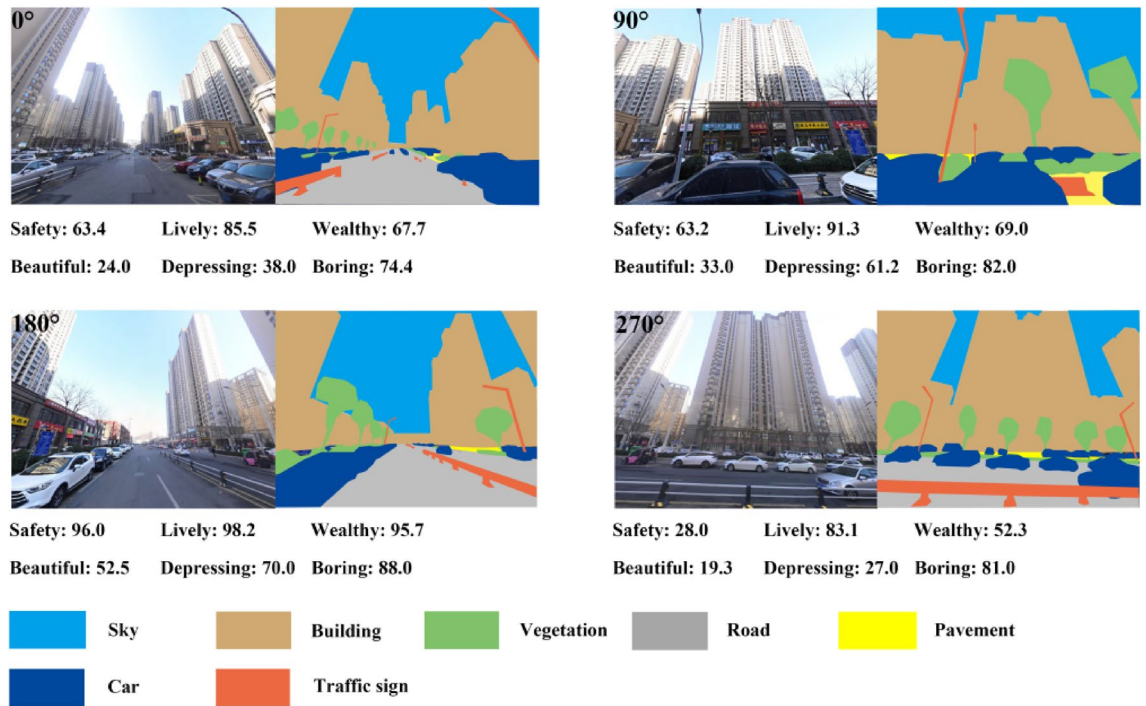 0° 90°
Safety: 63.4 Lively: 85.5 Wealthy: 67.7 Safety: 63.2 Lively: 91.3 Wealthy: 69.0
Beautiful: 24.0 Depressing: 38.0 Boring: 74.4 Beautiful: 33.0 Depressing: 61.2 Boring: 82.0
180° 270°
Safety: 96.0 Lively: 98.2 Wealthy: 95.7 Safety: 28.0 Lively: 83.1 Wealthy: 52.3
Beautiful: 52.5 Depressing: 70.0 Boring: 88.0 Beautiful: 19.3 Depressing: 27.0 Boring: 81.0
Sky Building Vegetation Road Pavement
Car Traffic sign